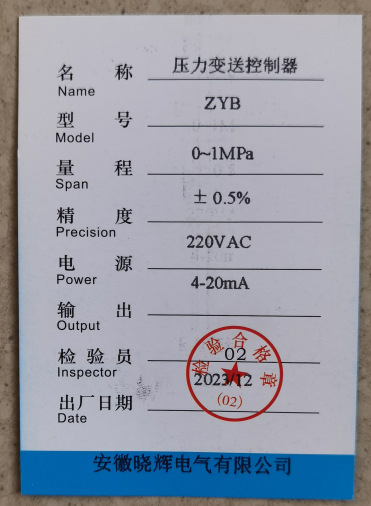 名称 压力变送控制器
Name
型号 ZYB
Model
量程 0~1MPa
Span
精度 ±0.5%
Precision
电源 220VAC
Power
输出 4-20mA
Output
检验员 02
Inspector
检验合格章
(02)
出厂日期 2023/12
Date
安徽晓辉电气有限公司